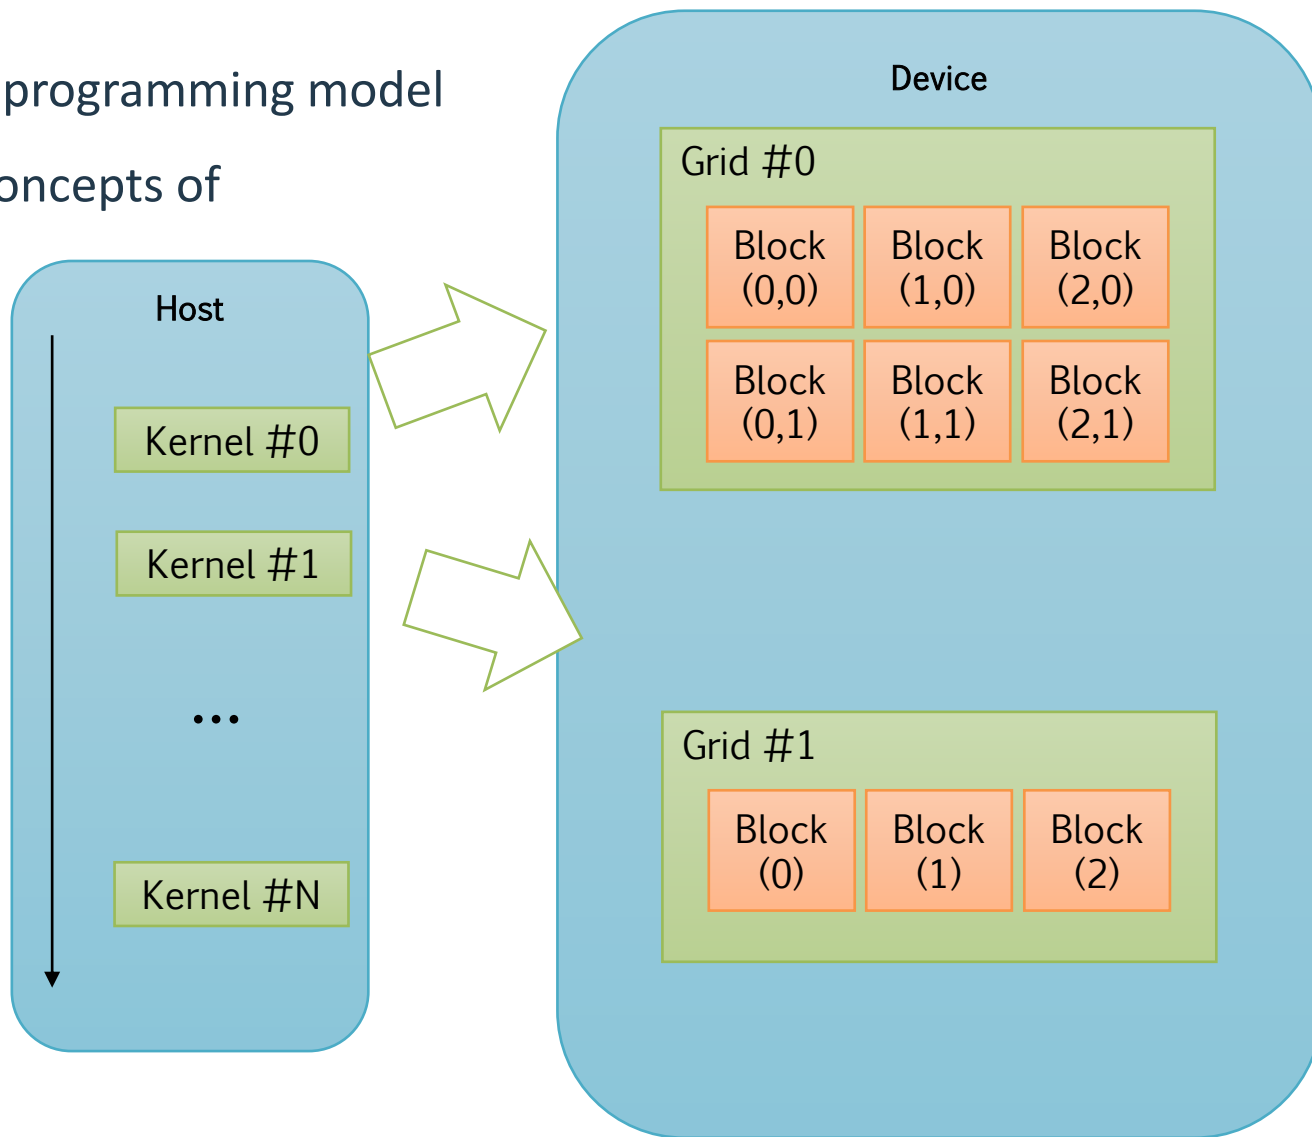 programming model
oncepts of
Host
Kernel #0
Kernel #1
...
Kernel #N
Device
Grid #0
Block
(0,0)
Block
(1,0)
Block
(2,0)
Block
(0,1)
Block
(1,1)
Block
(2,1)
Grid #1
Block
(0)
Block
(1)
Block
(2)